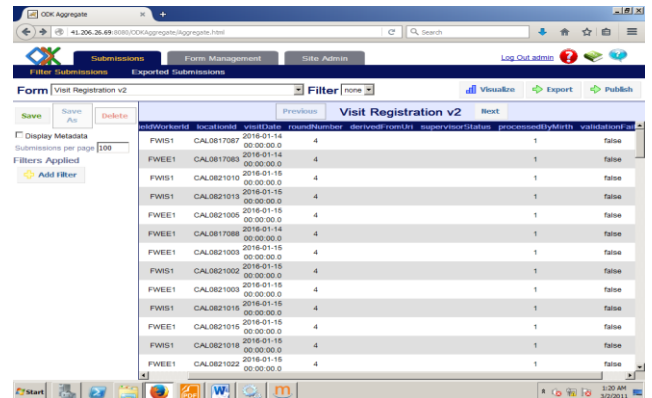 ODK Aggregate
41.206.26.69:8080/ODKAggregate/Aggregate.html
Search
Submissions Form Management Site Admin Log Out admin
Filter Submissions Exported Submissions
Form Visit Registration v2 Filter none Visualize Export Publish
Save Save As Delete Previous Visit Registration v2 Next
Display Metadata
Submissions per page 100
Filters Applied
Add Filter
ieldWorkerId locationId visitDate roundNumber derivedFromUri supervisorStatus processedByMirth validationFail
FWIS1 CAL0817087 2016-01-14 00:00:00.0 4 1 false
FWEE1 CAL0817083 2016-01-14 00:00:00.0 4 1 false
FWIS1 CAL0821010 2016-01-15 00:00:00.0 4 1 false
FWIS1 CAL0821013 2016-01-15 00:00:00.0 4 1 false
FWEE1 CAL0821005 2016-01-15 00:00:00.0 4 1 false
FWEE1 CAL0817088 2016-01-14 00:00:00.0 4 1 false
FWEE1 CAL0821003 2016-01-15 00:00:00.0 4 1 false
FWIS1 CAL0821002 2016-01-15 00:00:00.0 4 1 false
FWEE1 CAL0821003 2016-01-15 00:00:00.0 4 1 false
FWIS1 CAL0821016 2016-01-15 00:00:00.0 4 1 false
FWEE1 CAL0821015 2016-01-15 00:00:00.0 4 1 false
FWIS1 CAL0821018 2016-01-15 00:00:00.0 4 1 false
FWEE1 CAL0821022 2016-01-15 00:00:00.0 4 1 false
Start 1:20 AM
3/2/2011